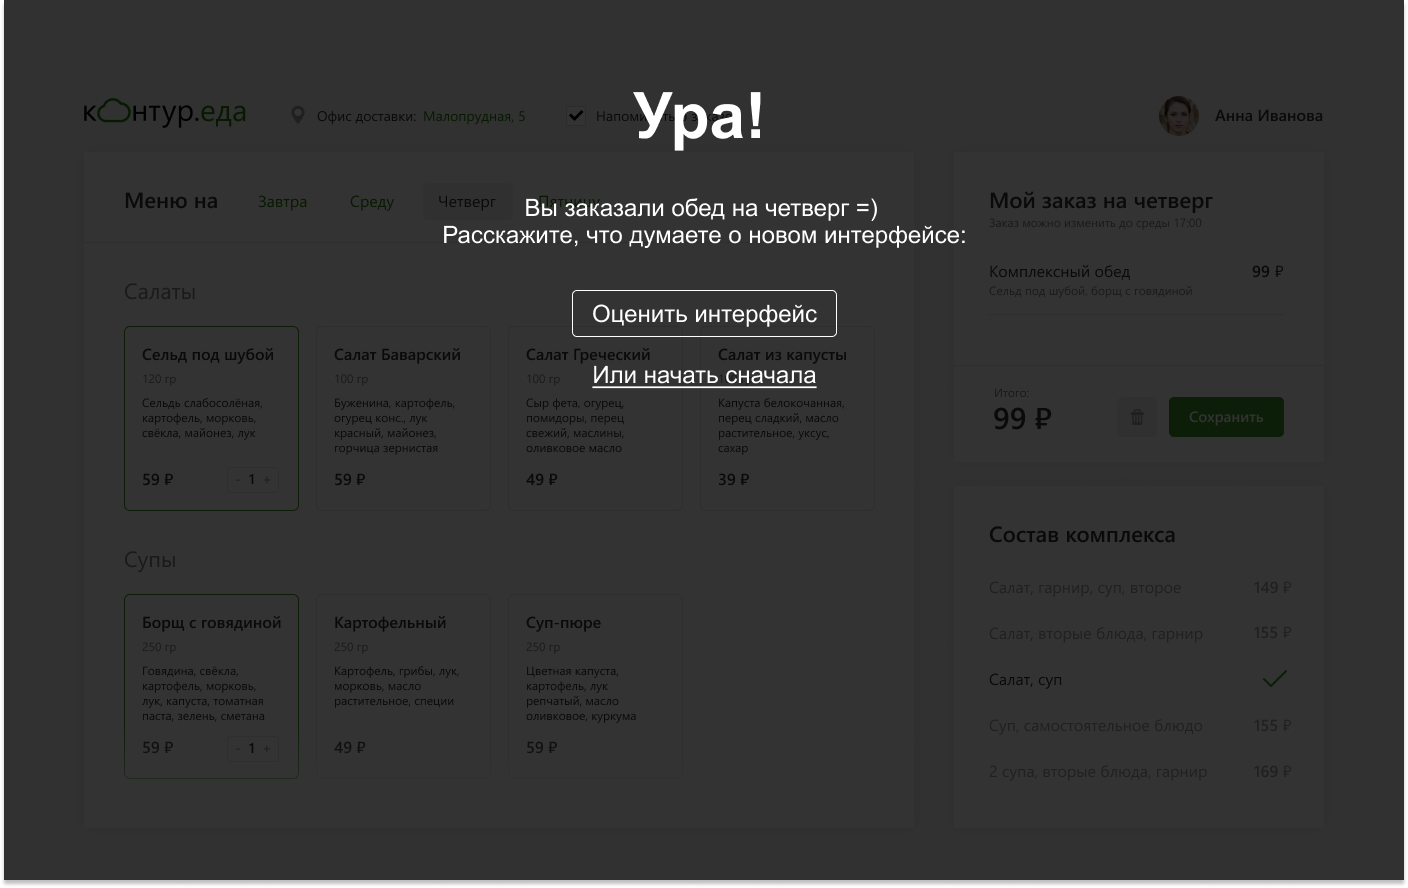 Ура!
контур.еда
Офис доставки: Малопрудная, 5
Анна Иванова
Меню на Завтра Среду Четверг Пятницу
Вы заказали обед на четверг =)
Расскажите, что думаете о новом интерфейсе:
Оценить интерфейс
Или начать сначала
Салаты
Сельд под шубой
120 гр
Сельдь слабосолёная,
картофель, морковь,
свёкла, майонез, лук
59 ₽ - 1 +
Салат Баварский
100 гр
Буженина, картофель,
огурец конс., лук
красный, майонез,
горчица зернистая
59 ₽
Салат Греческий
100 гр
Сыр фета, огурец,
помидоры, перец
свежий, маслины,
оливковое масло
49 ₽
Салат из капусты
Капуста белокочанная,
перец сладкий, масло
растительное, уксус,
сахар
39 ₽
Супы
Борщ с говядиной
250 гр
Говядина, свёкла,
картофель, морковь,
лук, капуста, томатная
паста, зелень, сметана
59 ₽ - 1 +
Картофельный
250 гр
Картофель, грибы, лук,
морковь, масло
растительное, специи
49 ₽
Суп-пюре
250 гр
Цветная капуста,
картофель, лук
репчатый, масло
оливковое, куркума
59 ₽
Мой заказ на четверг
Заказ можно изменить до среды 17:00
Комплексный обед 99 ₽
Сельд под шубой, борщ с говядиной
Итого:
99 ₽
Сохранить
Состав комплекса
Салат, гарнир, суп, второе 149 ₽
Салат, вторые блюда, гарнир 155 ₽
Салат, суп
Суп, самостоятельное блюдо 155 ₽
2 супа, вторые блюда, гарнир 169 ₽